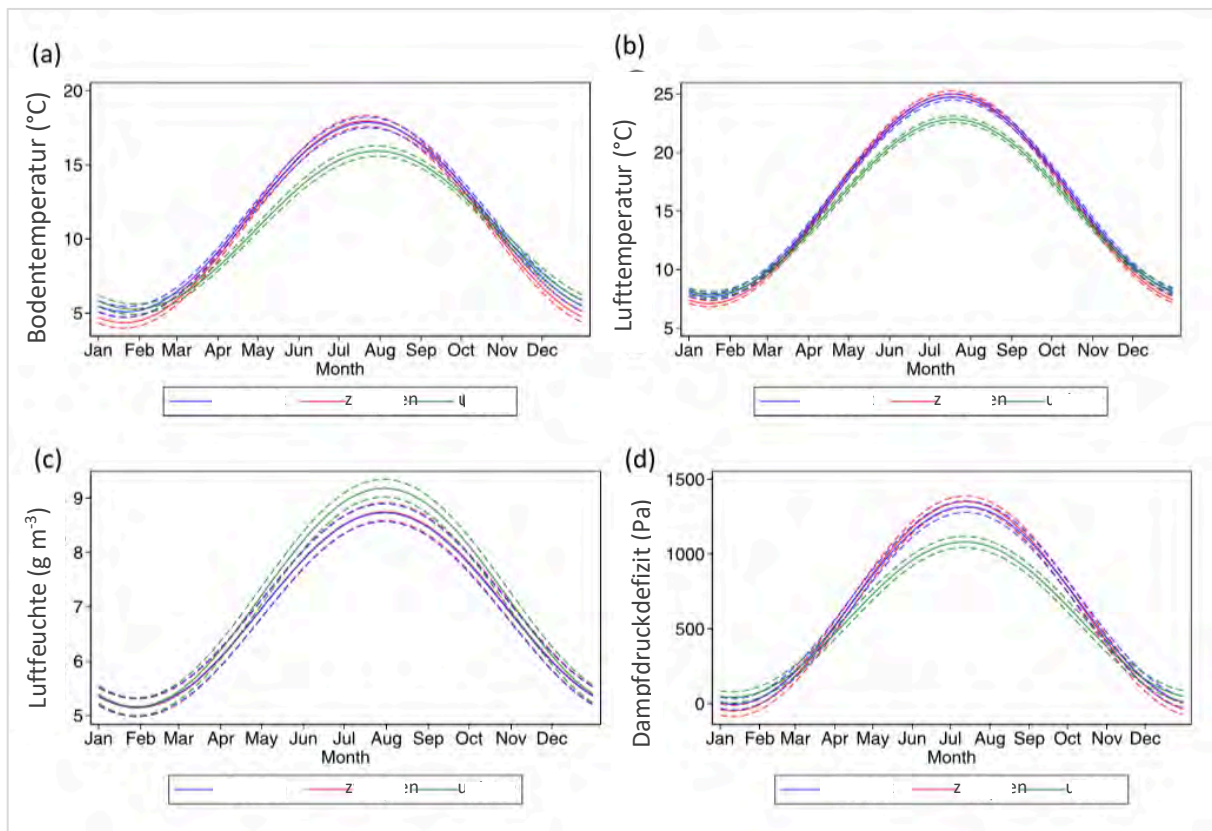 (a)
Bodentemperatur (°C)
20
15
10
5
Jan Feb Mar Apr May Jun Jul Aug Sep Oct Nov Dec
Month
z en
(b)
Lufttemperatur (°C)
25
20
15
10
5
Jan Feb Mar Apr May Jun Jul Aug Sep Oct Nov Dec
Month
z en u
(c)
Luftfeuchte (g m⁻³)
9
8
7
6
5
Jan Feb Mar Apr May Jun Jul Aug Sep Oct Nov Dec
Month
z en u
(d)
Dampfdruckdefizit (Pa)
1500
1000
500
0
Jan Feb Mar Apr May Jun Jul Aug Sep Oct Nov Dec
Month
z en u